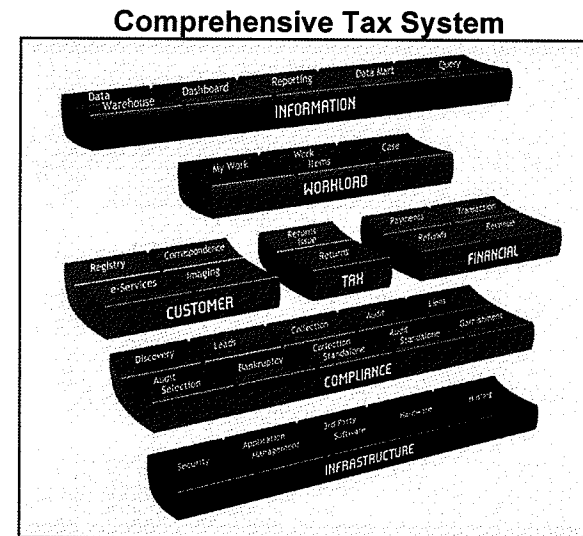 Comprehensive Tax System
Data Warehouse Dashboard Reporting Data Mart Query
INFORMATION
My Work Work Items Case
WORKLOAD
Registry Correspondence
e-Services Imaging
CUSTOMER
Returns Issue
Returns
TAX
Payments Transaction
Refunds Revenue
FINANCIAL
Discovery Leads Collection Audit Liens
Audit Selection Bankruptcy Collection Standalone Audit Standalone Garnishment
COMPLIANCE
Security Application Management 3rd Party Software Hardware
INFRASTRUCTURE